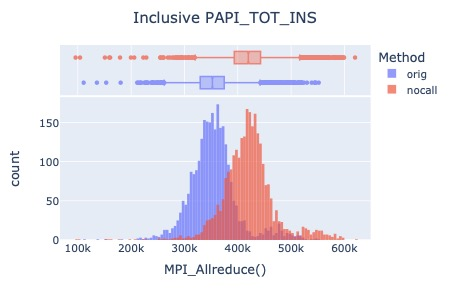 Inclusive PAPI_TOT_INS
Method
orig
nocall
150
100
50
0
count
100k 200k 300k 400k 500k 600k
MPI_Allreduce()